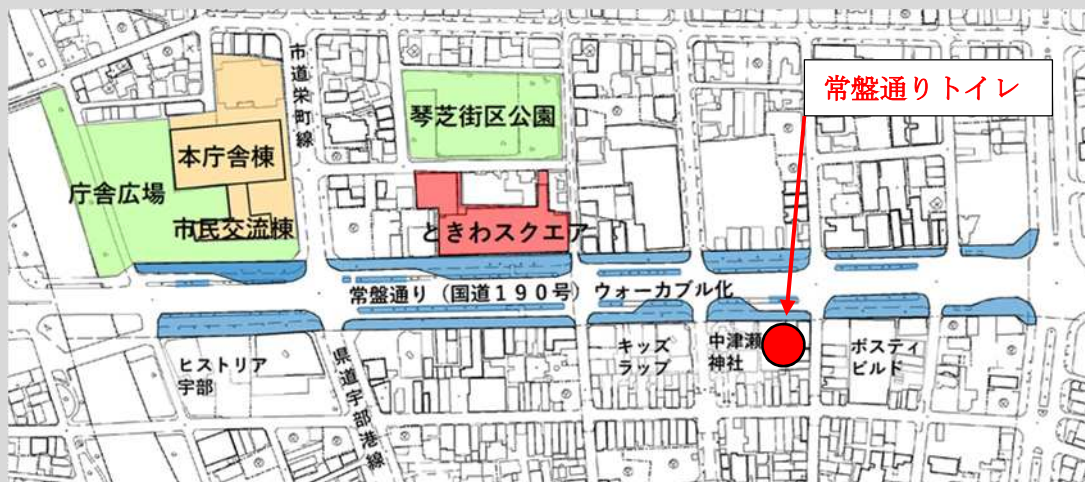 市道栄町線
常盤通りトイレ
琴芝街区公園
本庁舎棟
庁舎広場
市民交流棟
ときわスクエア
常盤通り（国道１９０号）ウォーカブル化
ヒストリア
宇部
県道宇部港線
キッズ
ラップ
中津瀬
神社
ポスティ
ビルド